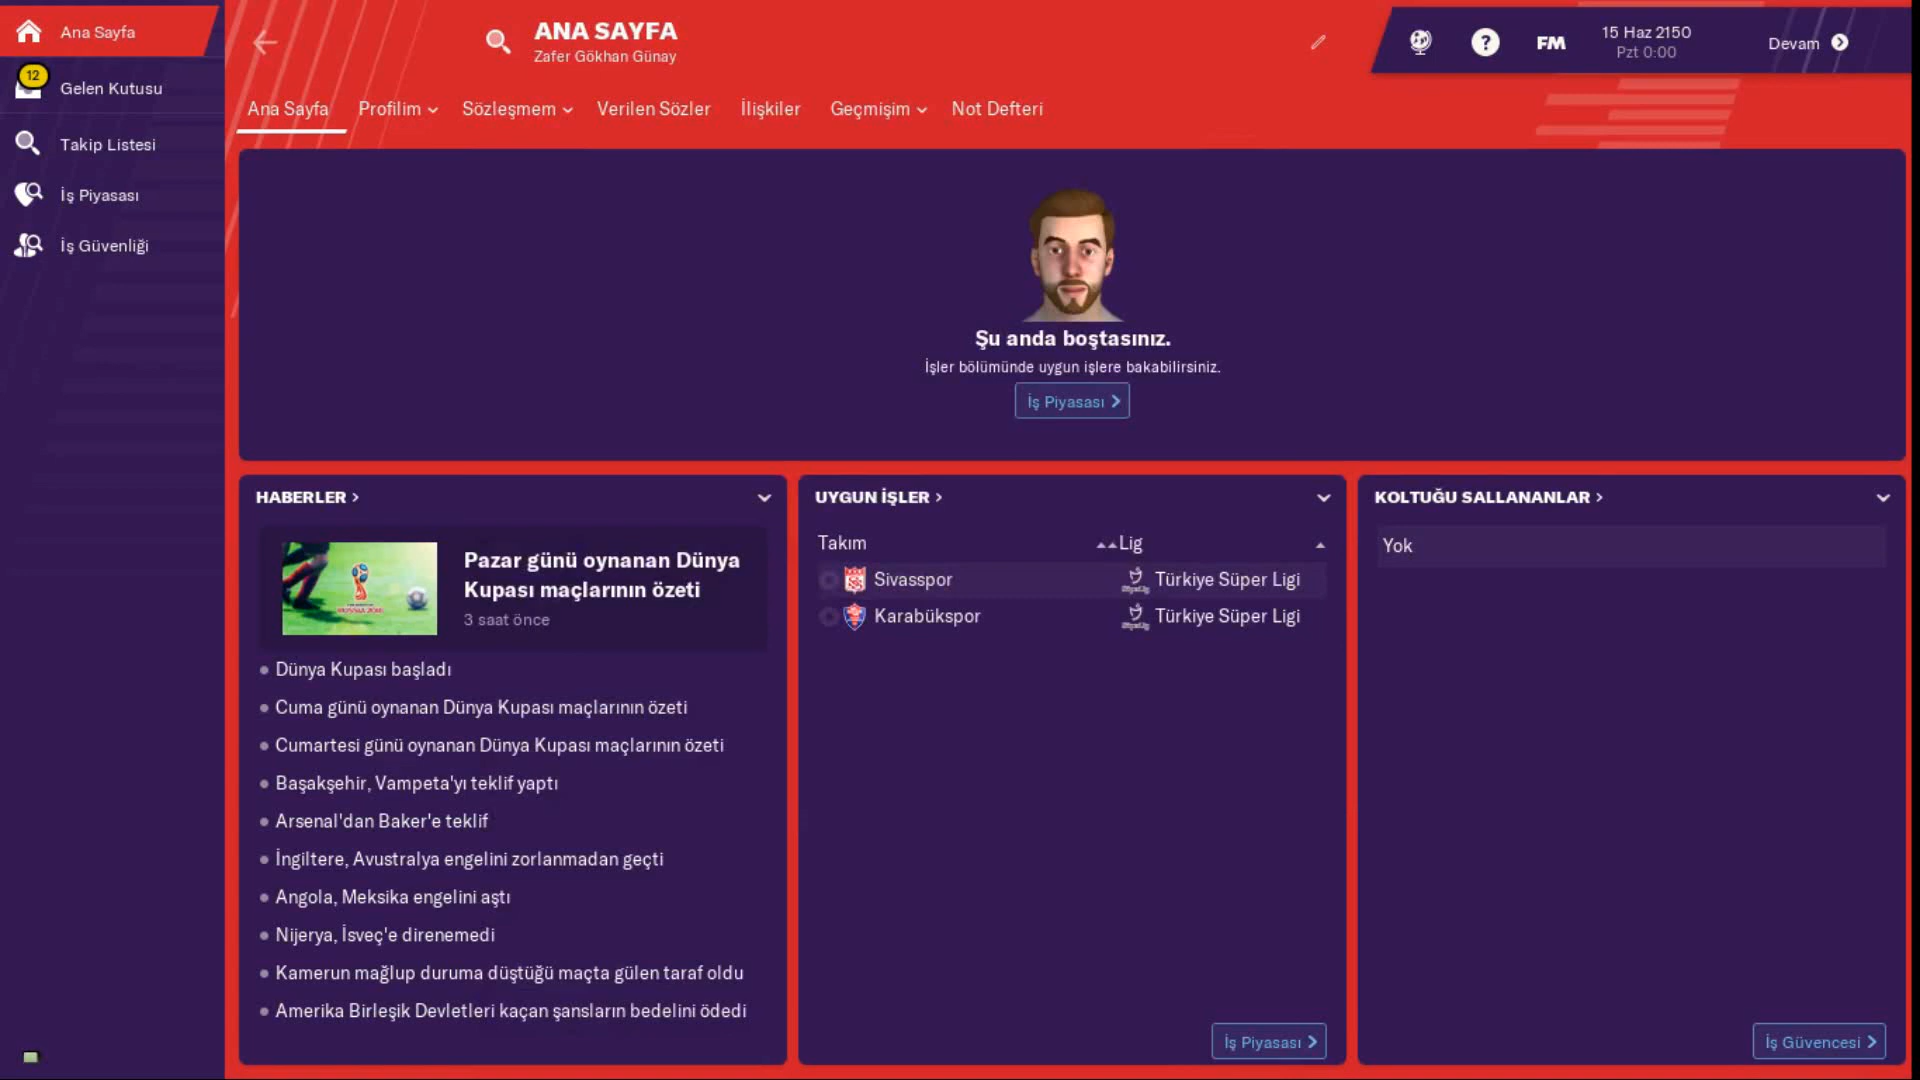 Ana Sayfa
12
Gelen Kutusu
Takip Listesi
İş Piyasası
İş Güvenliği
ANA SAYFA
Zafer Gökhan Günay
?
FM
15 Haz 2150
Pzt 0:00
Devam
Ana Sayfa
Profilim
Sözleşmem
Verilen Sözler
İlişkiler
Geçmişim
Not Defteri
Şu anda boştasınız.
İşler bölümünde uygun işlere bakabilirsiniz.
İş Piyasası
HABERLER
Pazar günü oynanan Dünya
Kupası maçlarının özeti
3 saat önce
Dünya Kupası başladı
Cuma günü oynanan Dünya Kupası maçlarının özeti
Cumartesi günü oynanan Dünya Kupası maçlarının özeti
Başakşehir, Vampeta'yı teklif yaptı
Arsenal'dan Baker'e teklif
İngiltere, Avustralya engelini zorlanmadan geçti
Angola, Meksika engelini aştı
Nijerya, İsveç'e direnemedi
Kamerun mağlup duruma düştüğü maçta gülen taraf oldu
Amerika Birleşik Devletleri kaçan şansların bedelini ödedi
UYGUN İŞLER
Takım Lig
Sivasspor Türkiye Süper Ligi
Karabükspor Türkiye Süper Ligi
İş Piyasası
KOLTUĞU SALLANANLAR
Yok
İş Güvencesi